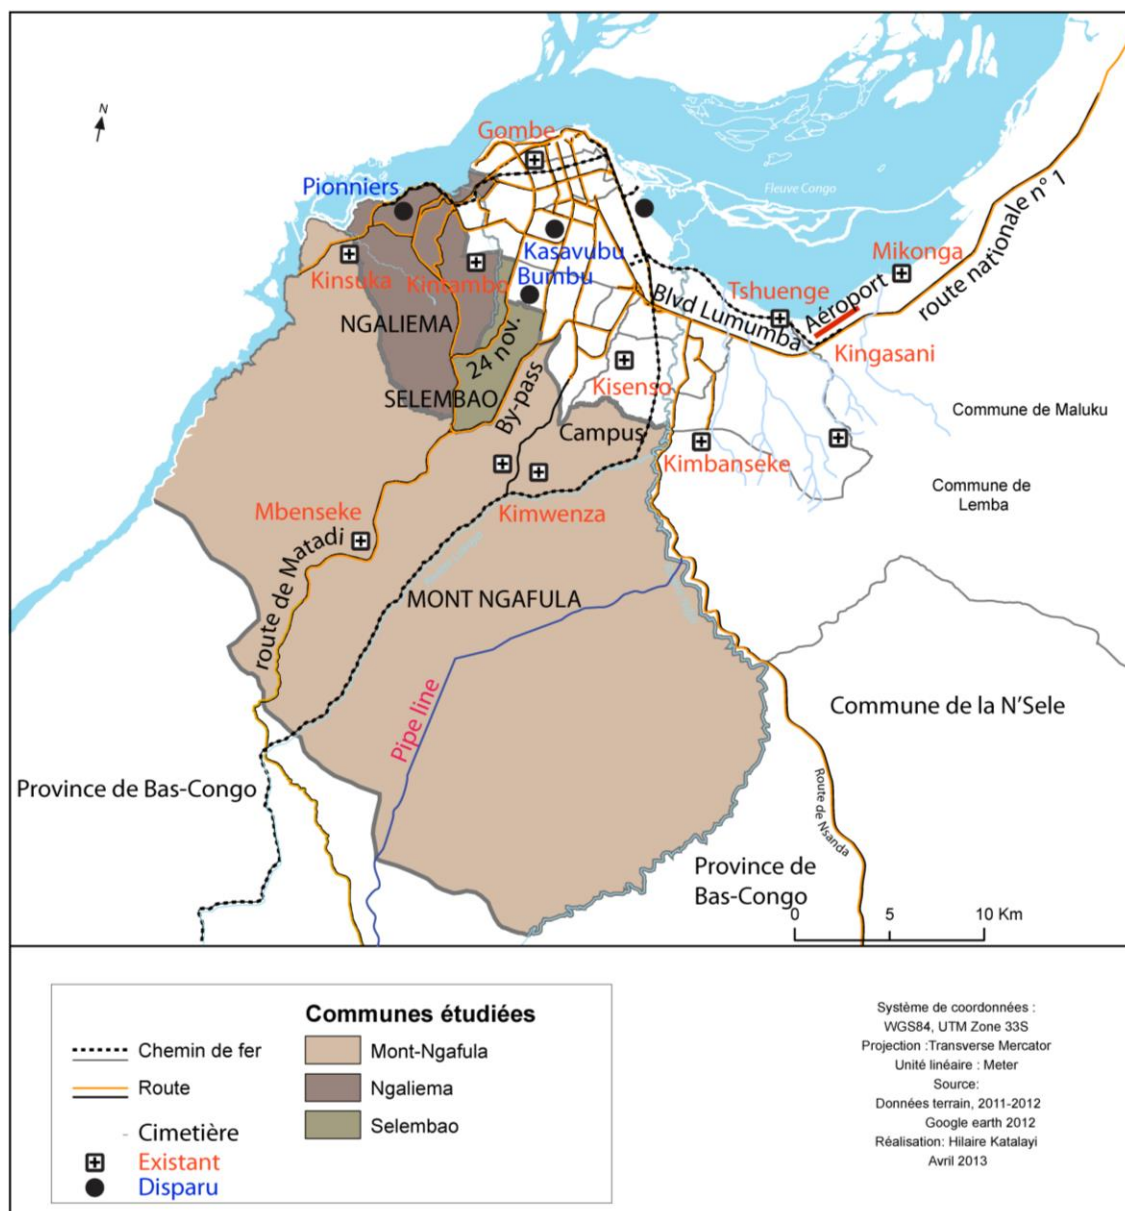 N
Gombe
Pionniers
Fleuve Congo
Kasavubu
Mikonga
route nationale n° 1
Kinsuka
Kintambo
Bumbu
Tshuenge
Aéroport
Blvd Lumumba
NGALIEMA
24 nov.
Kingasani
Kisenso
SELEMBAO
By-pass
Commune de Maluku
Campus
Kimbanseke
Commune de
Lemba
Mbenseke
Kimwenza
route de Matadi
MONT NGAFULA
Pipe line
Commune de la N'Sele
Province de Bas-Congo
Route de Nsanda
Province de
Bas-Congo
0 5 10 Km
Communes étudiées
Chemin de fer
Mont-Ngafula
Route
Ngaliema
Selembao
Cimetière
Existant
Disparu
Système de coordonnées :
WGS84, UTM Zone 33S
Projection :Transverse Mercator
Unité linéaire : Meter
Source:
Données terrain, 2011-2012
Google earth 2012
Réalisation: Hilaire Katalayi
Avril 2013